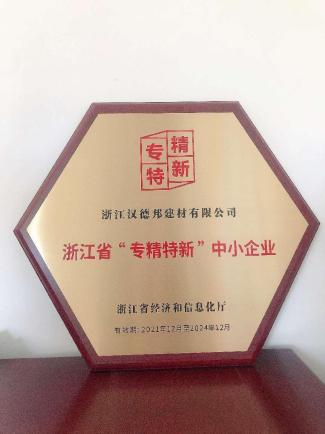 专精
特新
浙江汉德邦建材有限公司
浙江省“专精特新”中小企业
浙江省经济和信息化厅
有效期：2021年12月至2024年12月